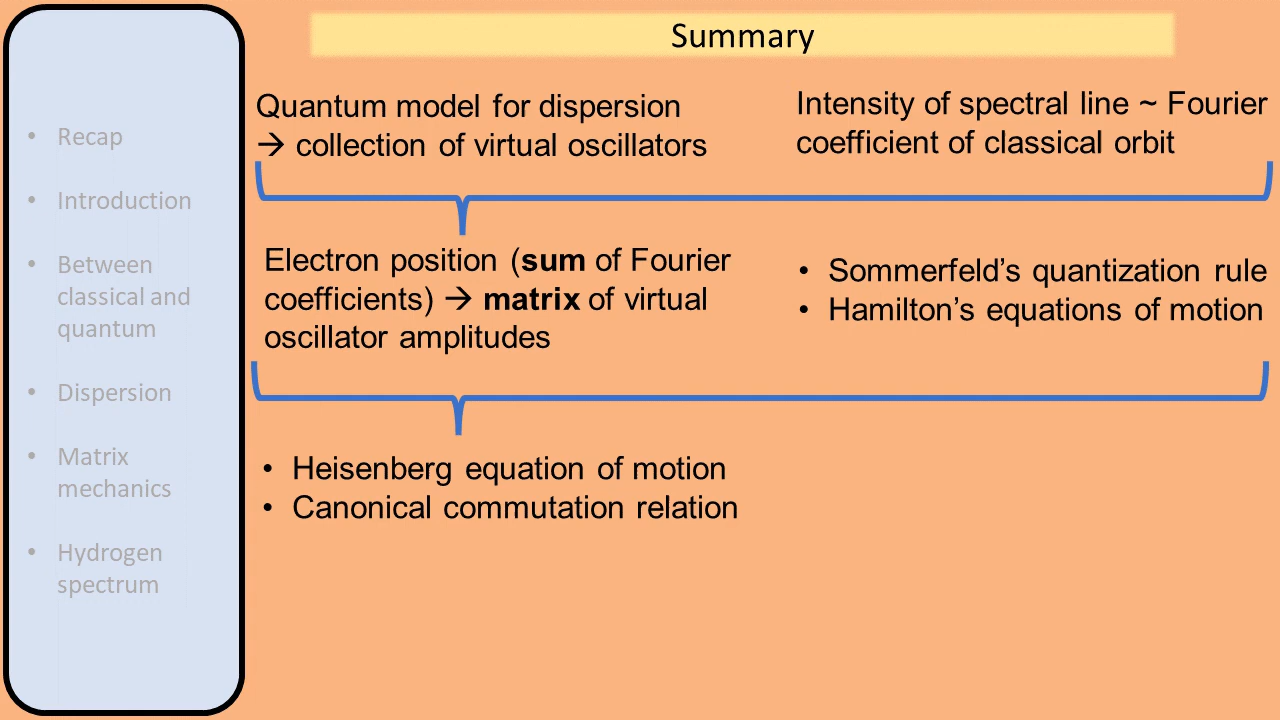 Summary
• Recap
• Introduction
• Between
classical and
quantum
• Dispersion
• Matrix
mechanics
• Hydrogen
spectrum
Quantum model for dispersion
→ collection of virtual oscillators
Intensity of spectral line ~ Fourier
coefficient of classical orbit
Electron position (sum of Fourier
coefficients) → matrix of virtual
oscillator amplitudes
• Sommerfeld’s quantization rule
• Hamilton’s equations of motion
• Heisenberg equation of motion
• Canonical commutation relation